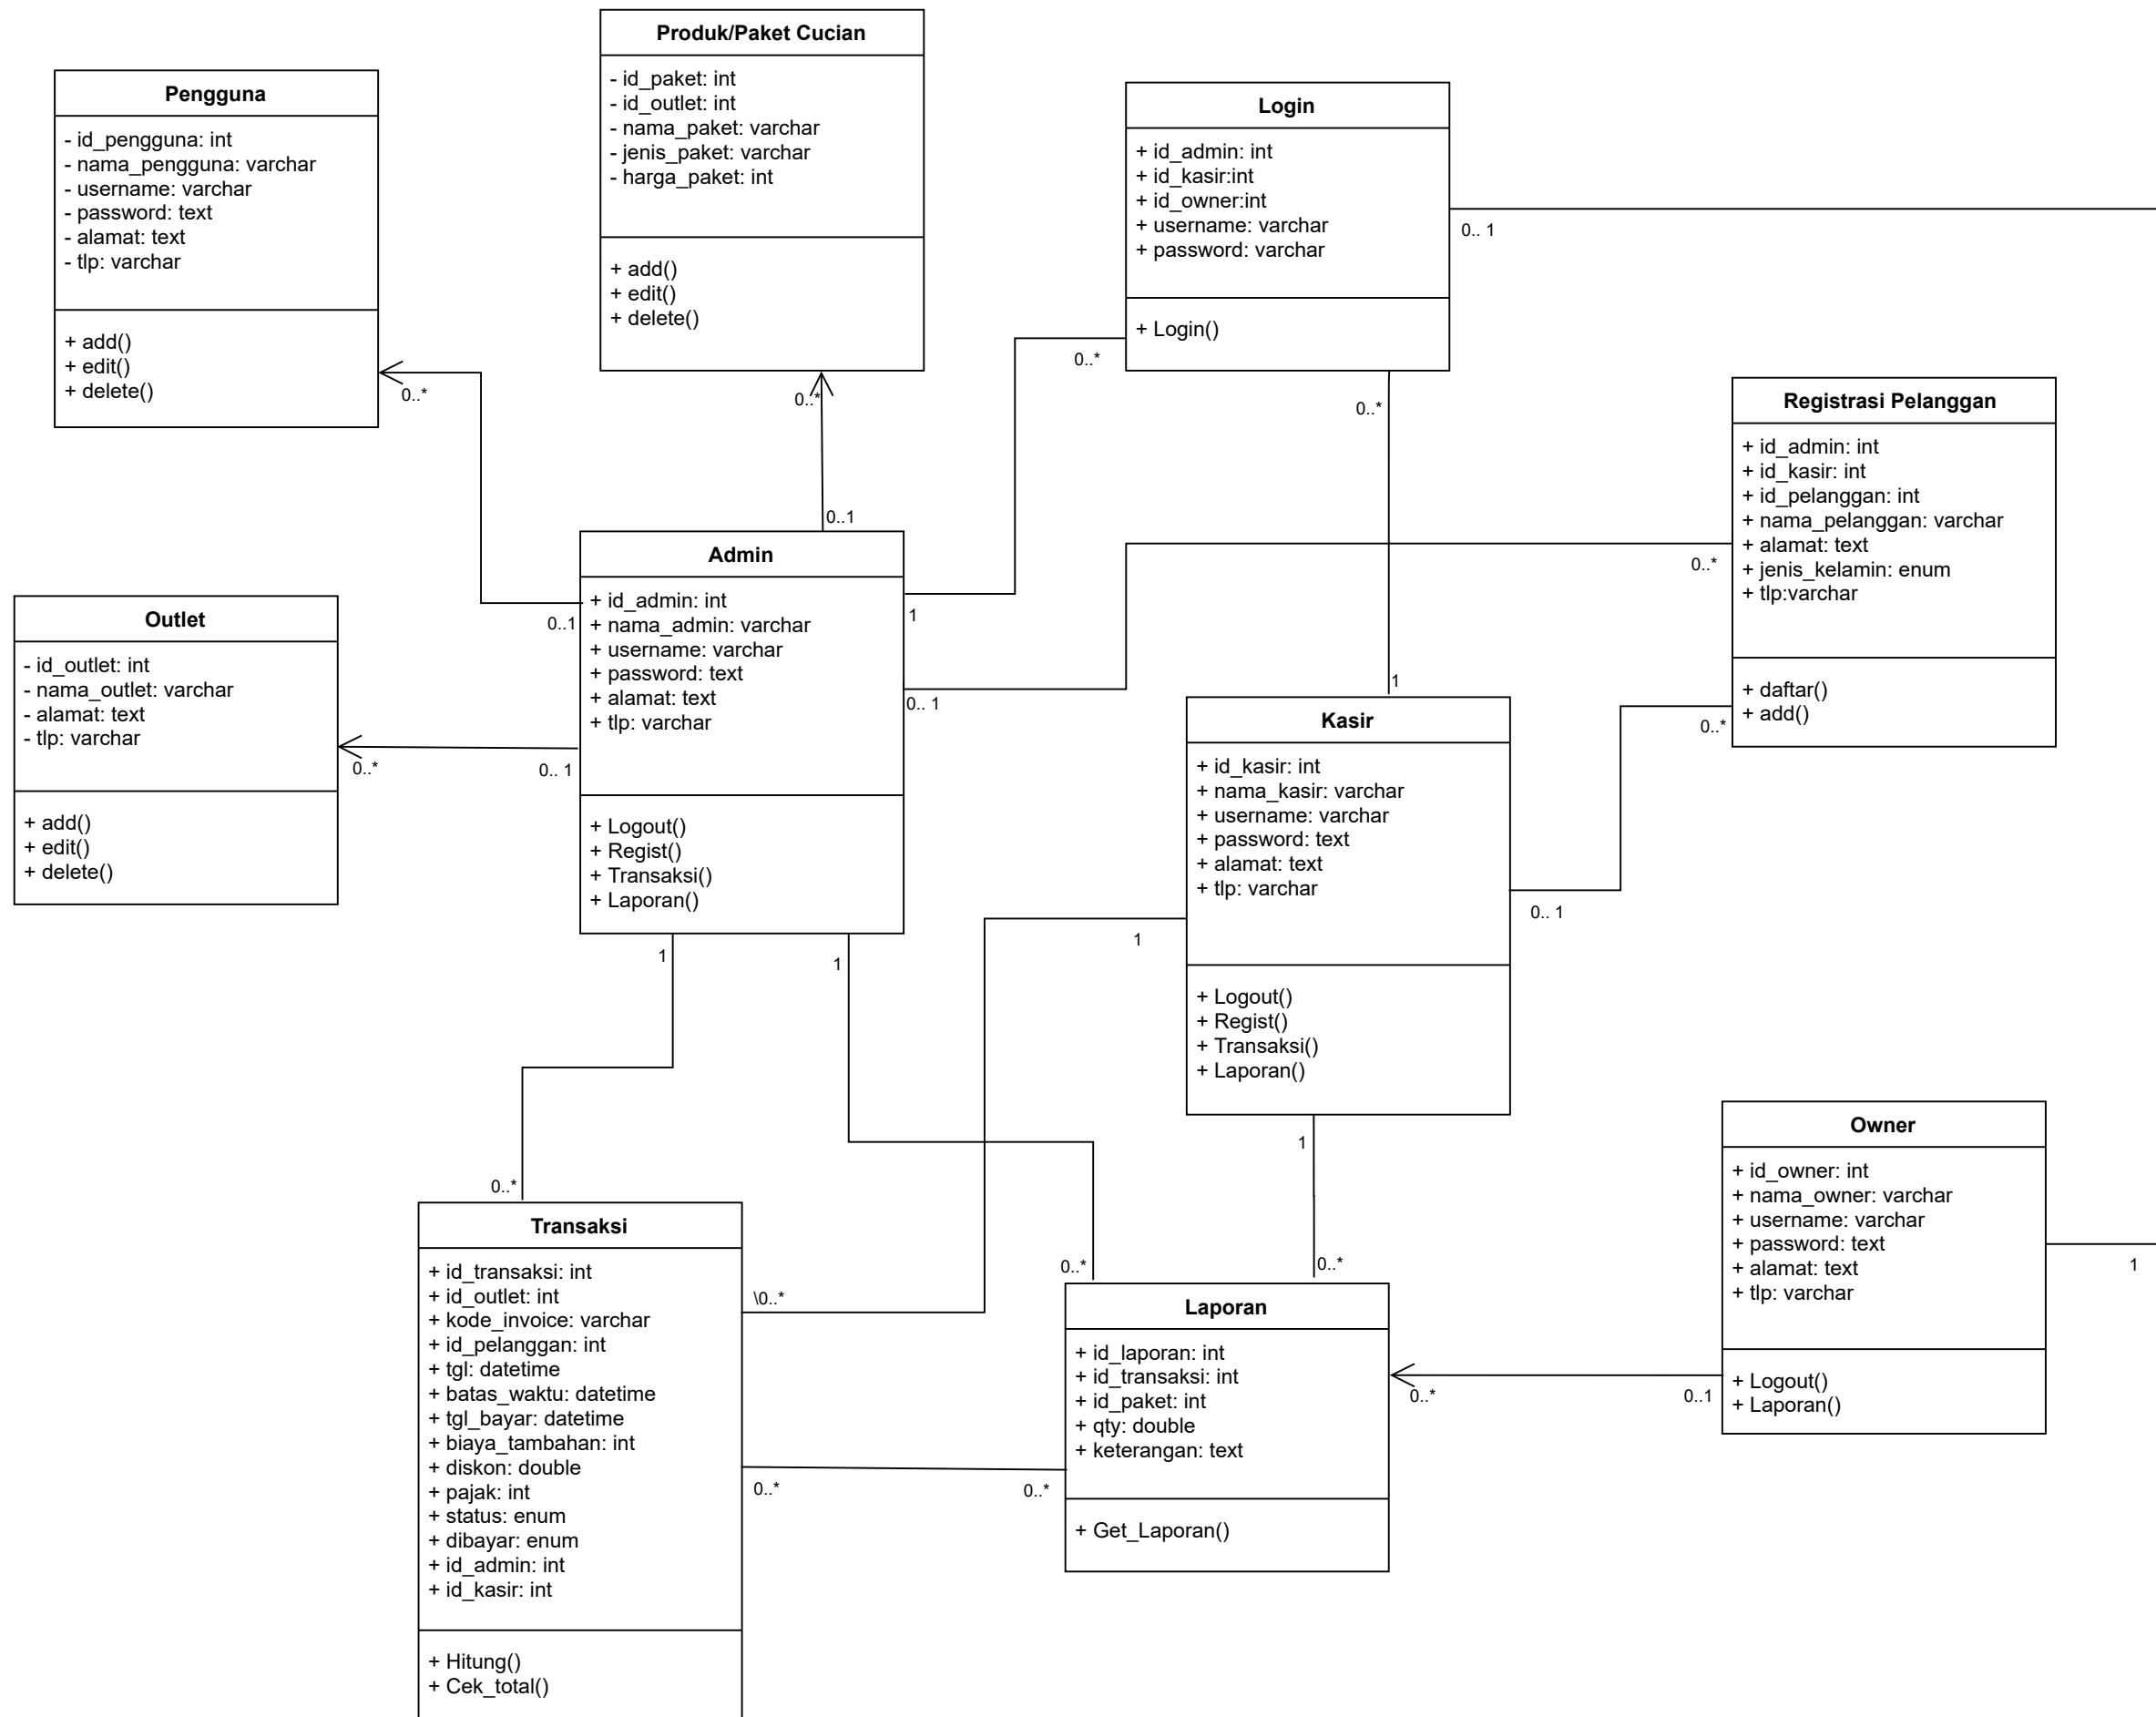 Produk/Paket Cucian
- id_paket: int
- id_outlet: int
- nama_paket: varchar
- jenis_paket: varchar
- harga_paket: int
+ add()
+ edit()
+ delete()
0..*
0..1
Pengguna
- id_pengguna: int
- nama_pengguna: varchar
- username: varchar
- password: text
- alamat: text
- tlp: varchar
+ add()
+ edit()
+ delete()
0..*
0..1
Login
+ id_admin: int
+ id_kasir:int
+ id_owner:int
+ username: varchar
+ password: varchar
+ Login()
0.. 1
0..*
0..*
Registrasi Pelanggan
+ id_admin: int
+ id_kasir: int
+ id_pelanggan: int
+ nama_pelanggan: varchar
+ alamat: text
+ jenis_kelamin: enum
+ tlp:varchar
+ daftar()
+ add()
0..*
0..*
Admin
+ id_admin: int
+ nama_admin: varchar
+ username: varchar
+ password: text
+ alamat: text
+ tlp: varchar
+ Logout()
+ Regist()
+ Transaksi()
+ Laporan()
1
0.. 1
1
1
Outlet
- id_outlet: int
- nama_outlet: varchar
- alamat: text
- tlp: varchar
+ add()
+ edit()
+ delete()
0..*
0.. 1
Kasir
+ id_kasir: int
+ nama_kasir: varchar
+ username: varchar
+ password: text
+ alamat: text
+ tlp: varchar
+ Logout()
+ Regist()
+ Transaksi()
+ Laporan()
1
0.. 1
1
1
Owner
+ id_owner: int
+ nama_owner: varchar
+ username: varchar
+ password: text
+ alamat: text
+ tlp: varchar
+ Logout()
+ Laporan()
1
0..1
Transaksi
+ id_transaksi: int
+ id_outlet: int
+ kode_invoice: varchar
+ id_pelanggan: int
+ tgl: datetime
+ batas_waktu: datetime
+ tgl_bayar: datetime
+ biaya_tambahan: int
+ diskon: double
+ pajak: int
+ status: enum
+ dibayar: enum
+ id_admin: int
+ id_kasir: int
+ Hitung()
+ Cek_total()
0..*
\0..*
0..*
Laporan
+ id_laporan: int
+ id_transaksi: int
+ id_paket: int
+ qty: double
+ keterangan: text
+ Get_Laporan()
0..*
0..*
0..*
0..*